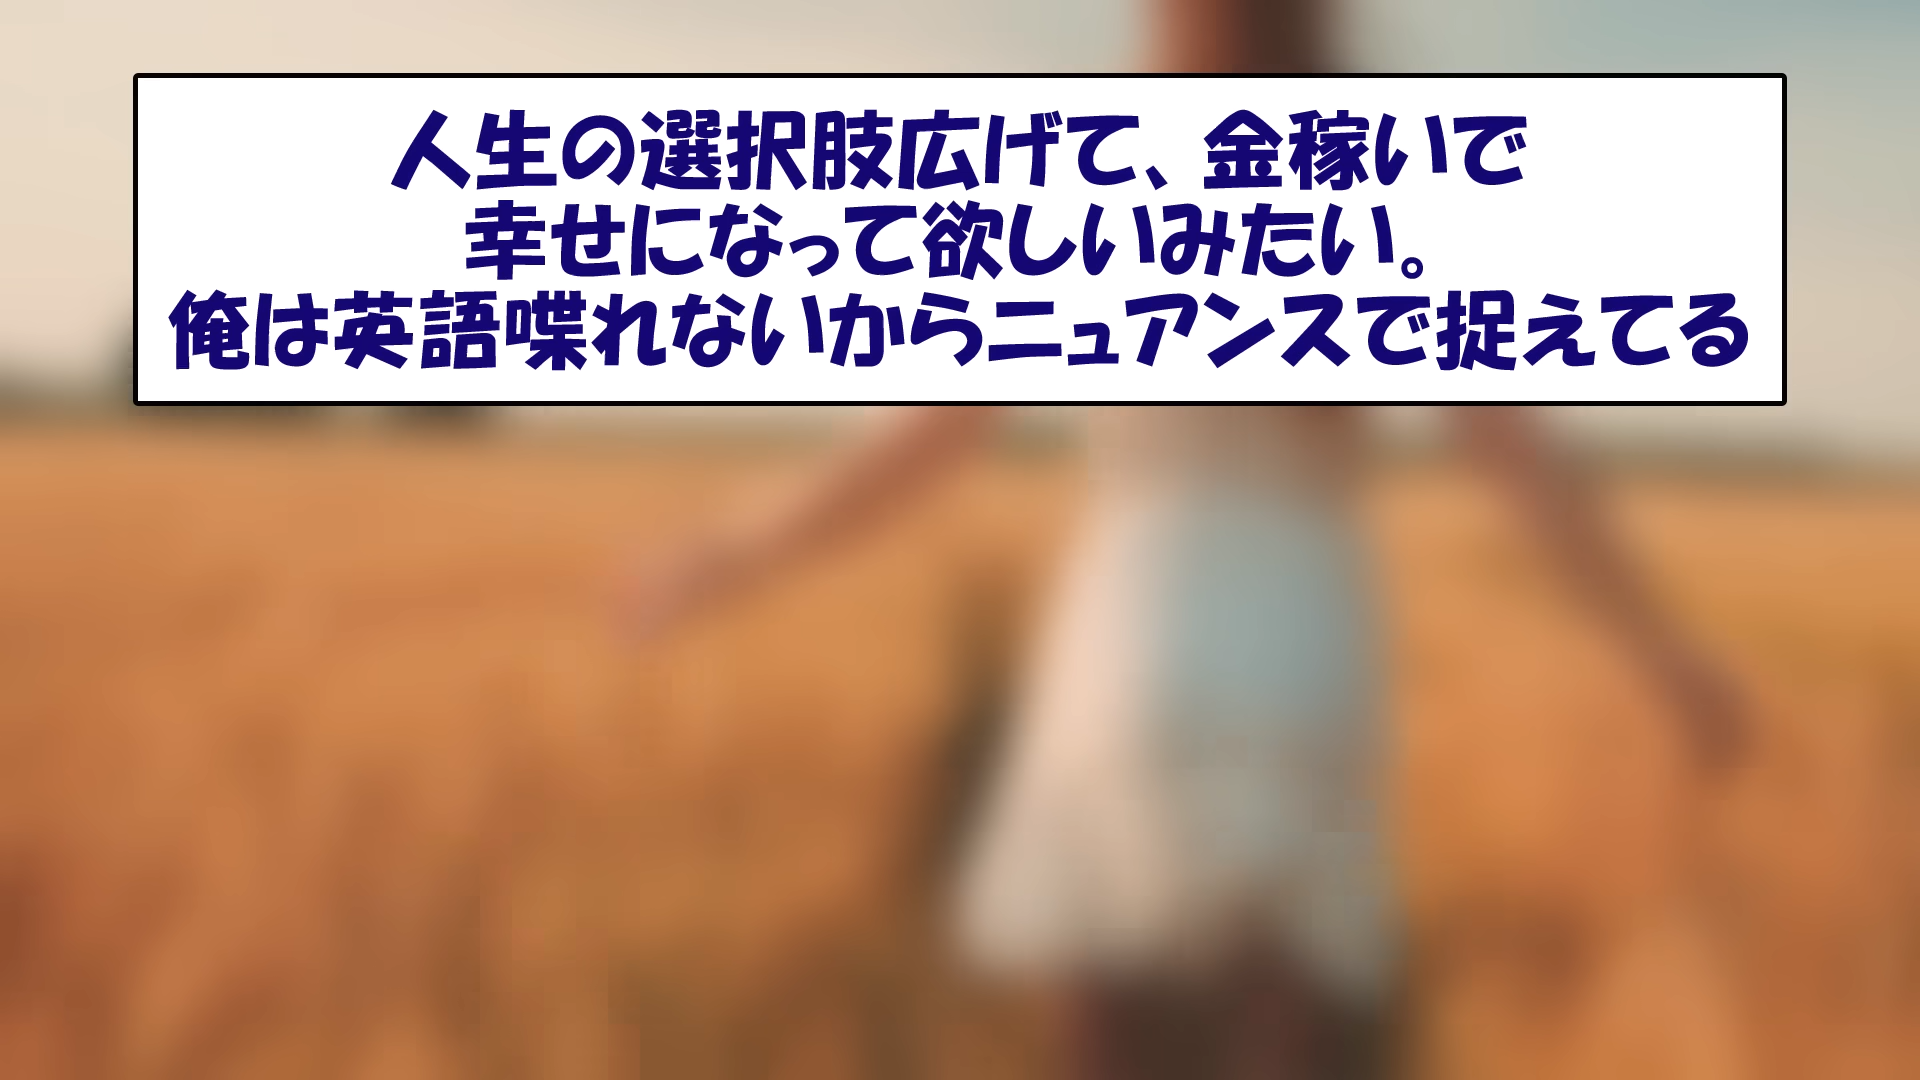 人生の選択肢広げて、金稼いで
幸せになって欲しいみたい。
俺は英語喋れないからニュアンスで捉えてる